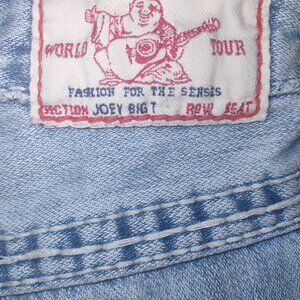 WORLD TOUR
FASHION FOR THE SENSES
SECTION JOEY BIG T ROW SEAT